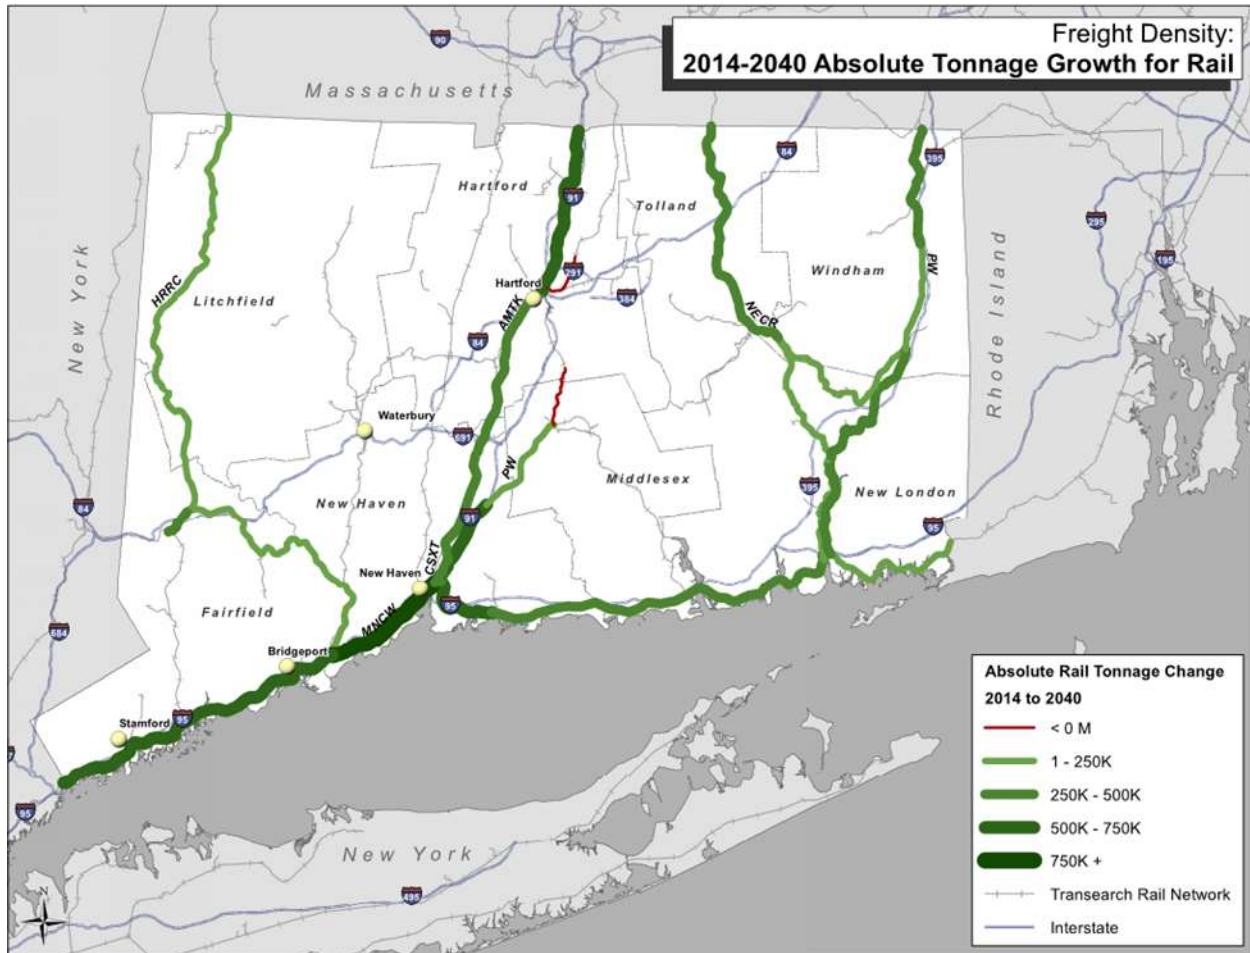 Freight Density:
2014-2040 Absolute Tonnage Growth for Rail
90
Massachusetts
84
395
Hartford
91
Tolland
295
New York
HRRC
Litchfield
Hartford
291
384
Windham
PW
Rhode Island
195
AMTK
84
NECR
Waterbury
691
PW
Middlesex
84
New Haven
91
395
New London
95
CSXT
New Haven
95
Fairfield
MNCW
684
Bridgeport
Stamford
95
95
New York
495
N
Absolute Rail Tonnage Change
2014 to 2040
< 0 M
1 - 250K
250K - 500K
500K - 750K
750K +
Transearch Rail Network
Interstate